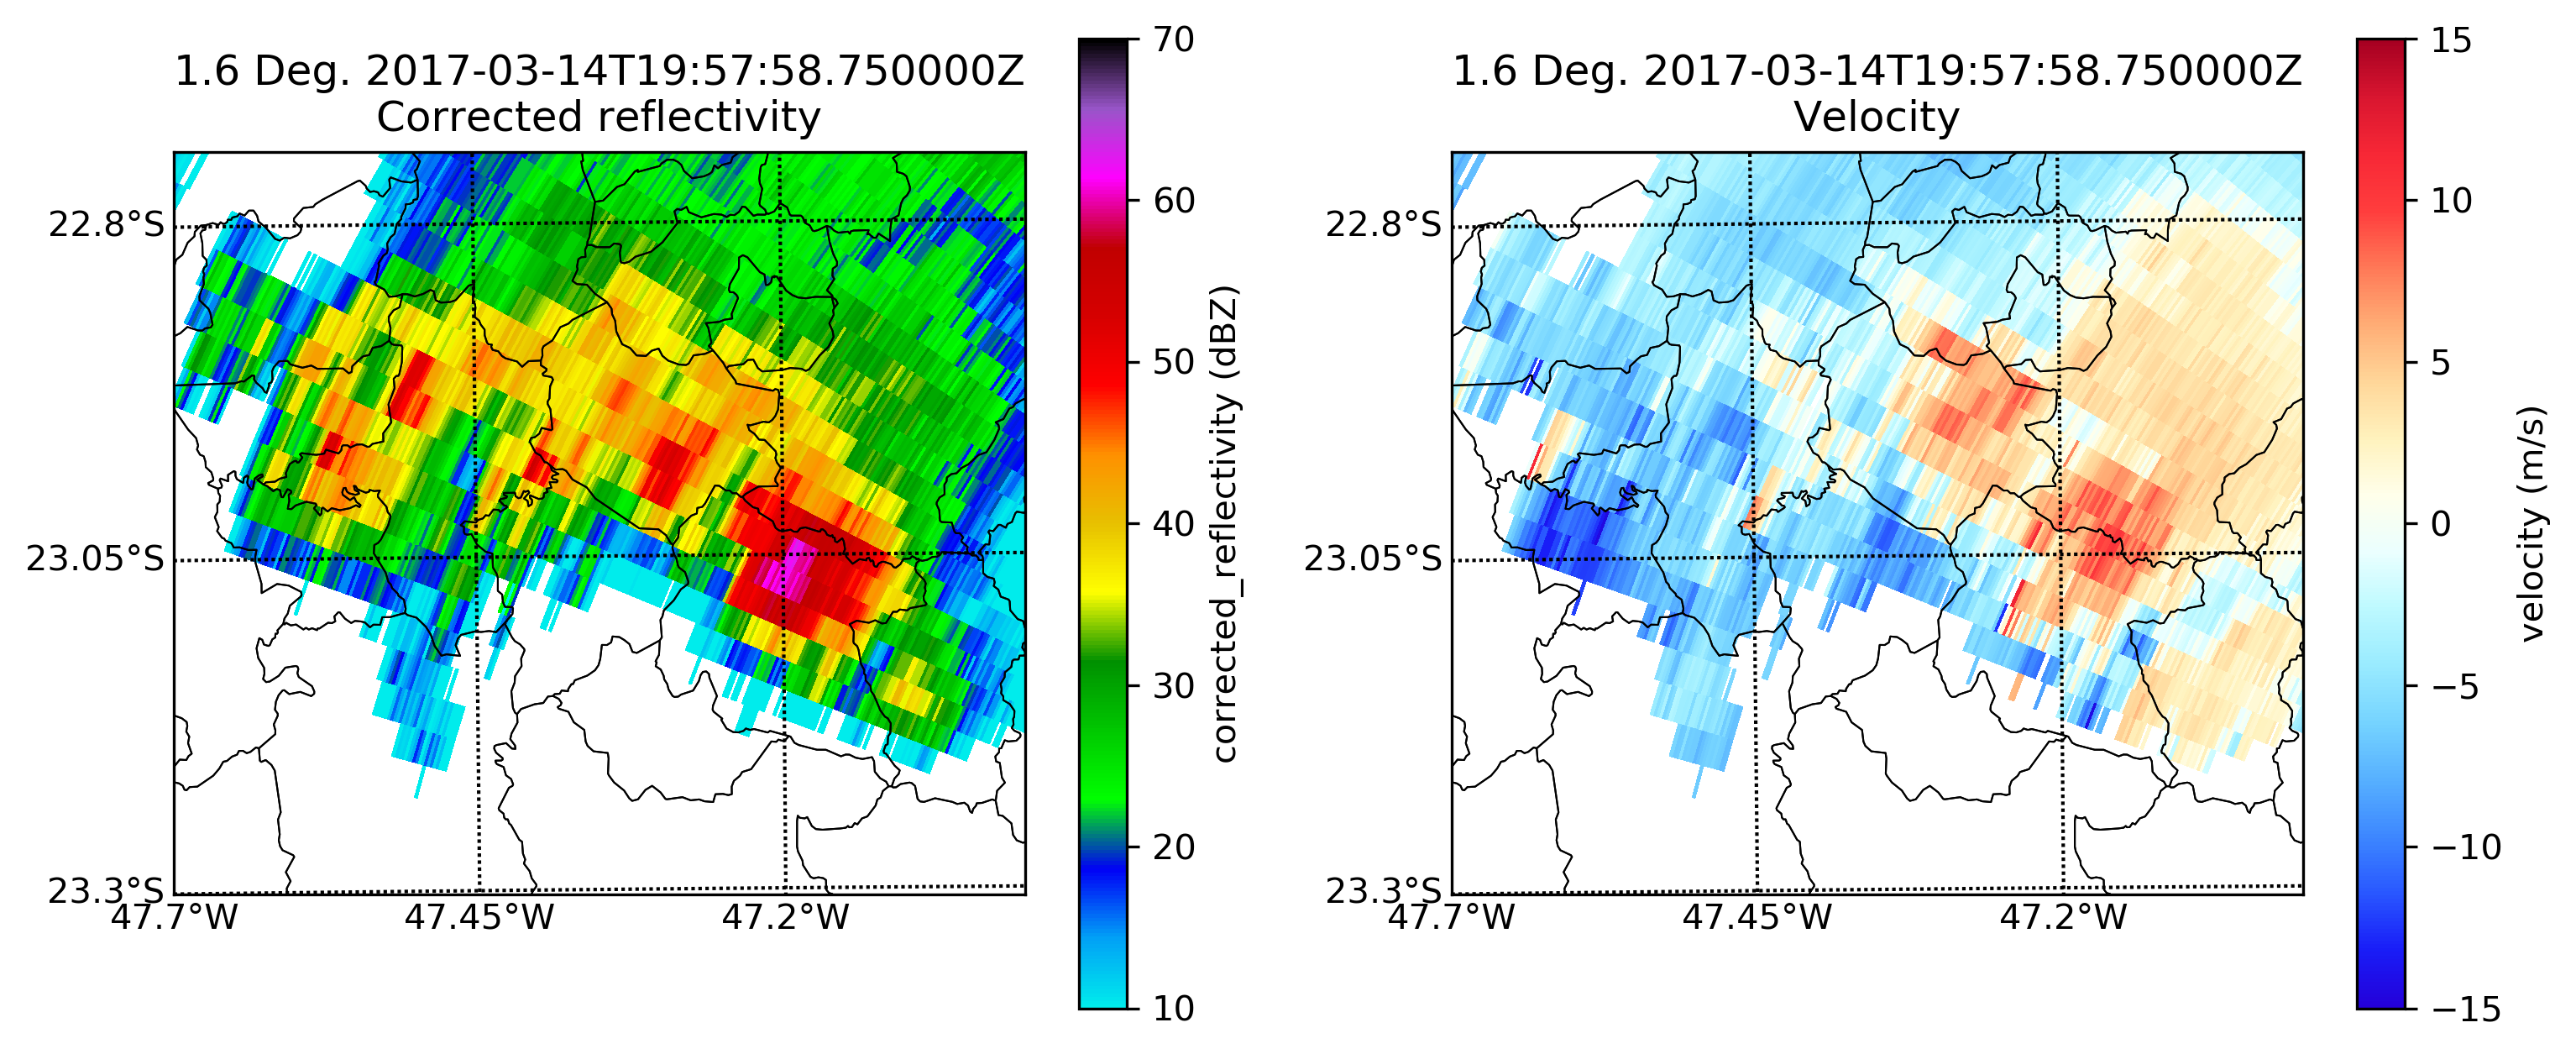 1.6 Deg. 2017-03-14T19:57:58.750000Z
Corrected reflectivity
22.8°S
23.05°S
23.3°S
47.7°W
47.45°W
47.2°W
70
60
50
40
30
20
10
corrected_reflectivity (dBZ)
1.6 Deg. 2017-03-14T19:57:58.750000Z
Velocity
22.8°S
23.05°S
23.3°S
47.7°W
47.45°W
47.2°W
15
10
5
0
−5
−10
−15
velocity (m/s)